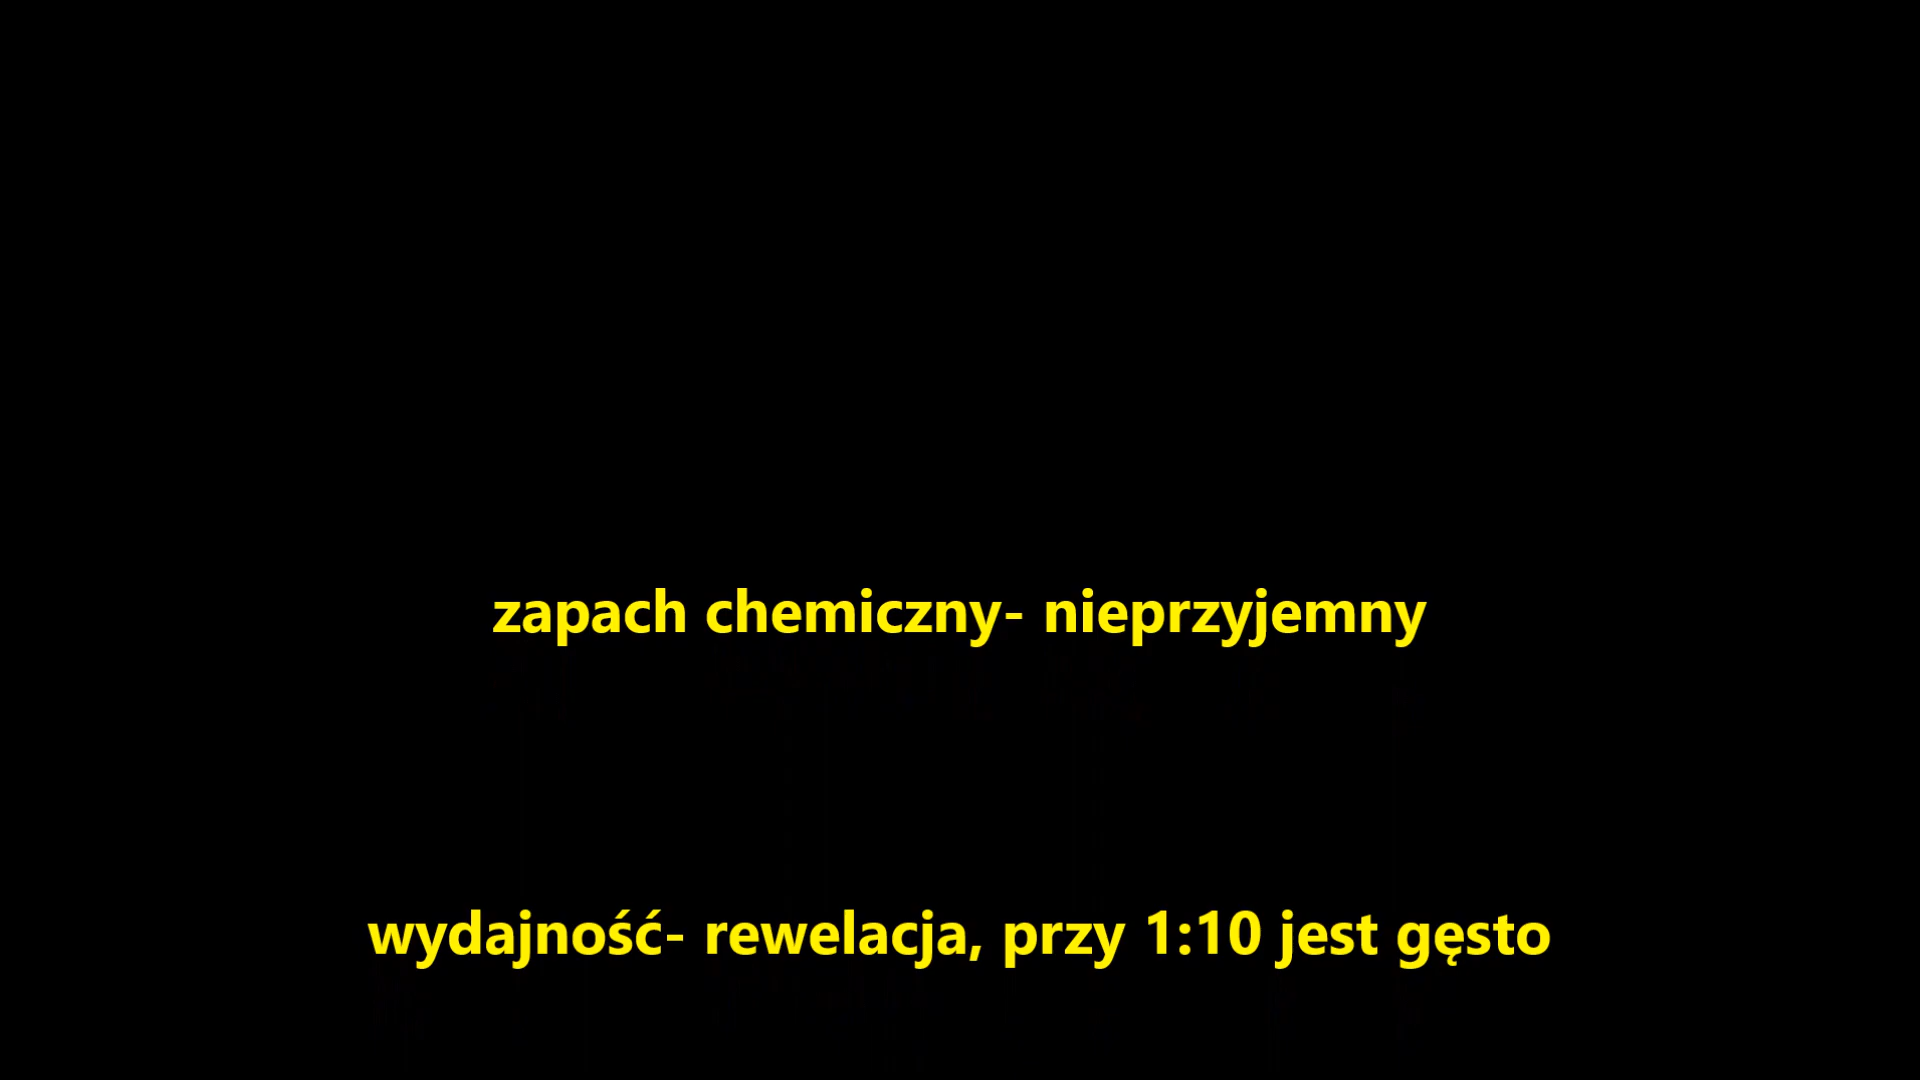 zapach chemiczny- nieprzyjemny
wydajność- rewelacja, przy 1:10 jest gęsto